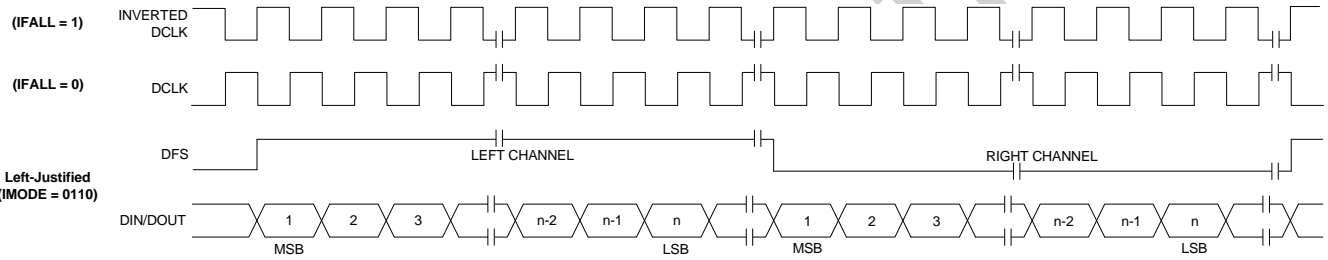 (IFALL = 1)
INVERTED
DCLK
(IFALL = 0)
DCLK
DFS
LEFT CHANNEL
RIGHT CHANNEL
Left-Justified
(IMODE = 0110)
DIN/DOUT
1 2 3 n-2 n-1 n 1 2 3 n-2 n-1 n
MSB LSB MSB LSB